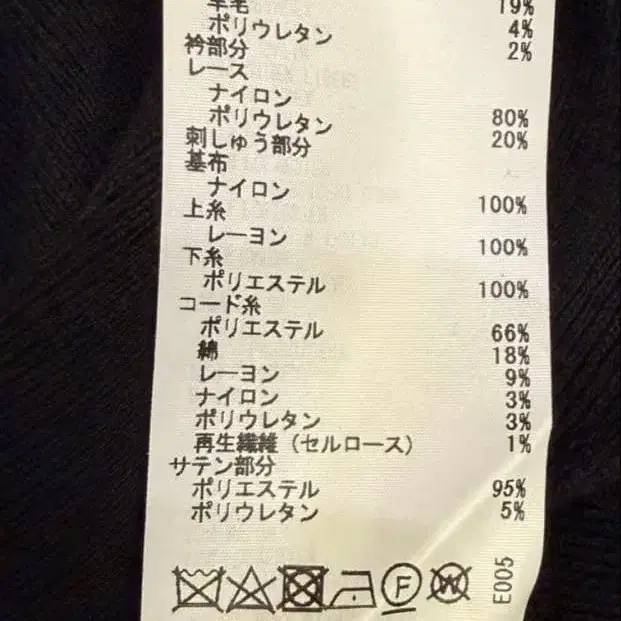 19%
羊毛 4%
ポリウレタン 2%
衿部分
レース
ナイロン 80%
ポリウレタン 20%
刺しゅう部分
基布
ナイロン 100%
上糸
レーヨン 100%
下糸
ポリエステル 100%
コード糸
ポリエステル 66%
綿 18%
レーヨン 9%
ナイロン 3%
ポリウレタン 3%
再生繊維（セルロース） 1%
サテン部分
ポリエステル 95%
ポリウレタン 5%
F W
E005